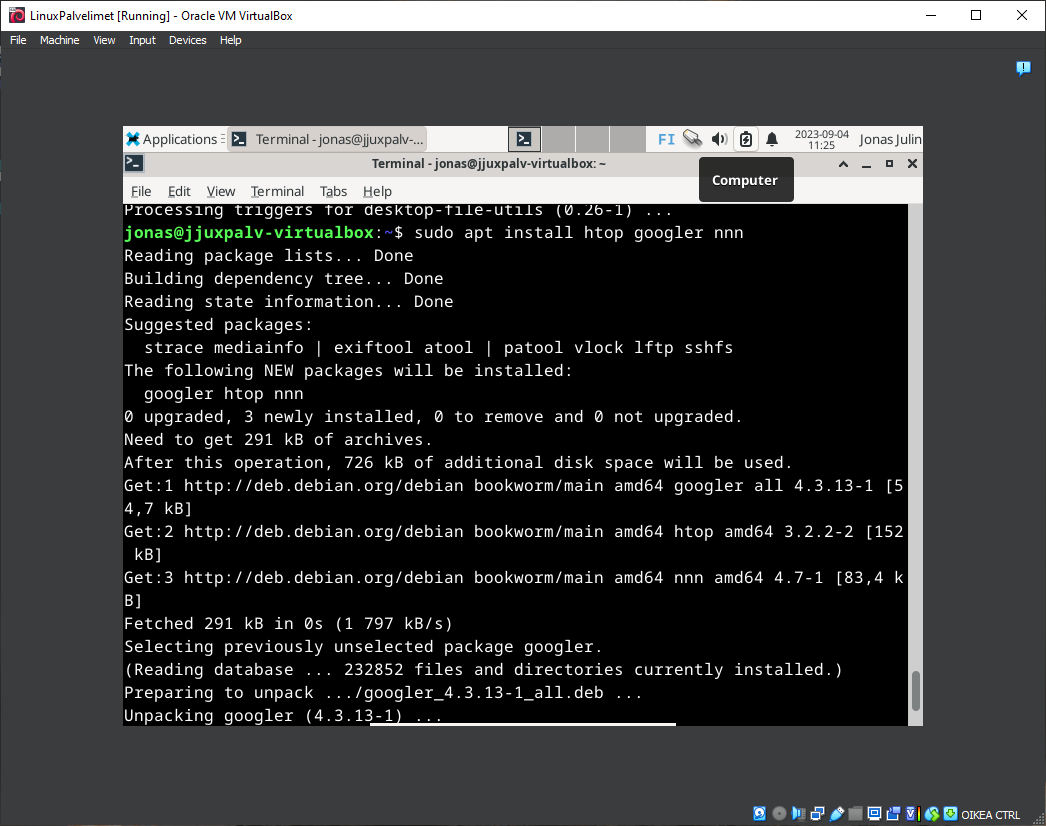 LinuxPalvelimet [Running] - Oracle VM VirtualBox
File Machine View Input Devices Help
Applications Terminal - jonas@jjuxpalv-... FI 2023-09-04 11:25 Jonas Julin
Terminal - jonas@jjuxpalv-virtualbox: ~
Computer
File Edit View Terminal Tabs Help
Processing triggers for desktop-file-utils (0.26-1) ...
jonas@jjuxpalv-virtualbox:~$ sudo apt install htop googler nnn
Reading package lists... Done
Building dependency tree... Done
Reading state information... Done
Suggested packages:
  strace mediainfo | exiftool atool | patool vlock lftp sshfs
The following NEW packages will be installed:
  googler htop nnn
0 upgraded, 3 newly installed, 0 to remove and 0 not upgraded.
Need to get 291 kB of archives.
After this operation, 726 kB of additional disk space will be used.
Get:1 http://deb.debian.org/debian bookworm/main amd64 googler all 4.3.13-1 [5
4,7 kB]
Get:2 http://deb.debian.org/debian bookworm/main amd64 htop amd64 3.2.2-2 [152
 kB]
Get:3 http://deb.debian.org/debian bookworm/main amd64 nnn amd64 4.7-1 [83,4 k
B]
Fetched 291 kB in 0s (1 797 kB/s)
Selecting previously unselected package googler.
(Reading database ... 232852 files and directories currently installed.)
Preparing to unpack .../googler_4.3.13-1_all.deb ...
Unpacking googler (4.3.13-1) ...
OIKEA CTRL